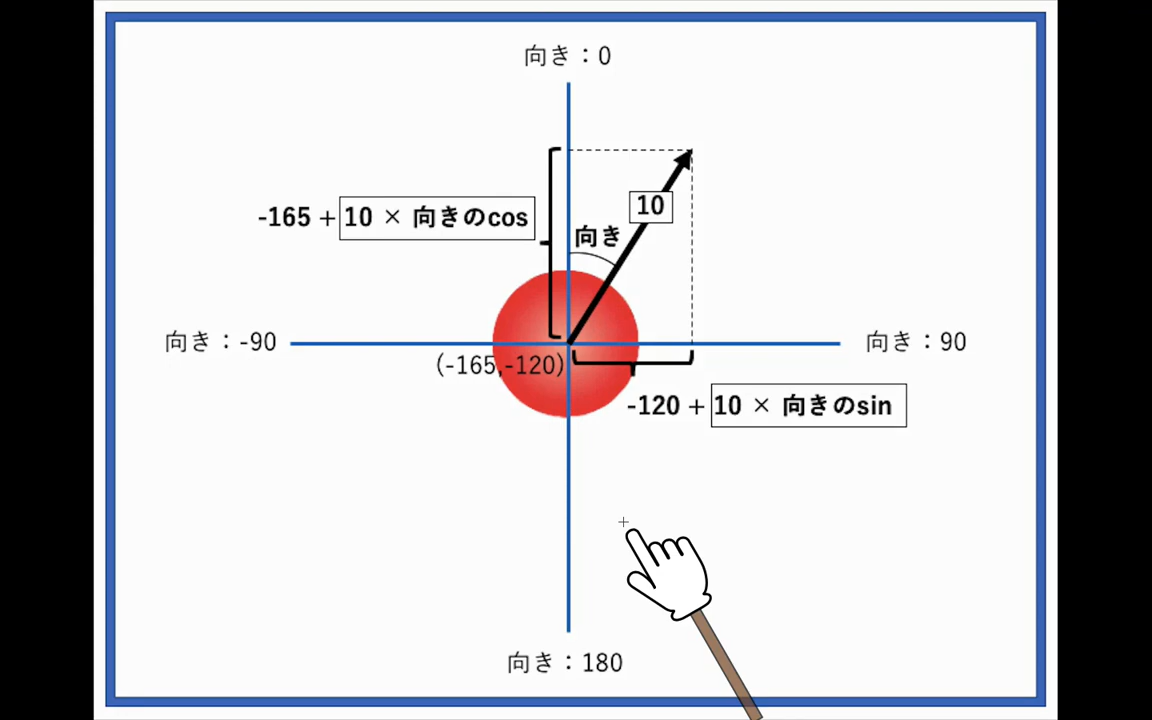 向き：0
10
-165 + 10 × 向きのcos
向き
向き：-90
向き：90
(-165,-120)
-120 + 10 × 向きのsin
向き：180